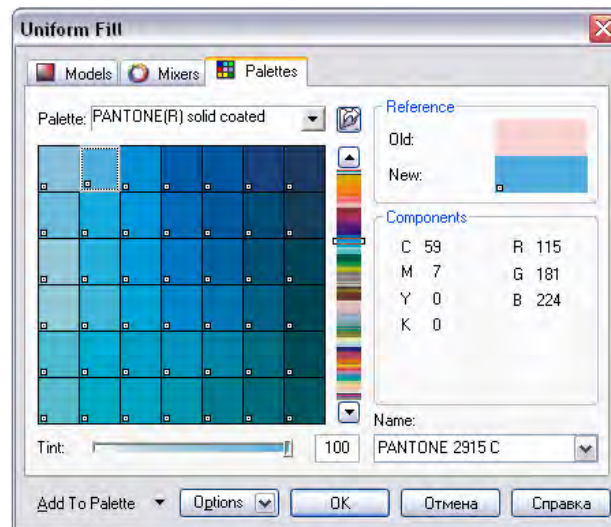 Uniform Fill
Models Mixers Palettes
Palette: PANTONE(R) solid coated
Reference
Old:
New:
Components
C 59 R 115
M 7 G 181
Y 0 B 224
K 0
Name:
Tint: 100 PANTONE 2915 C
Add To Palette Options OK Отмена Справка